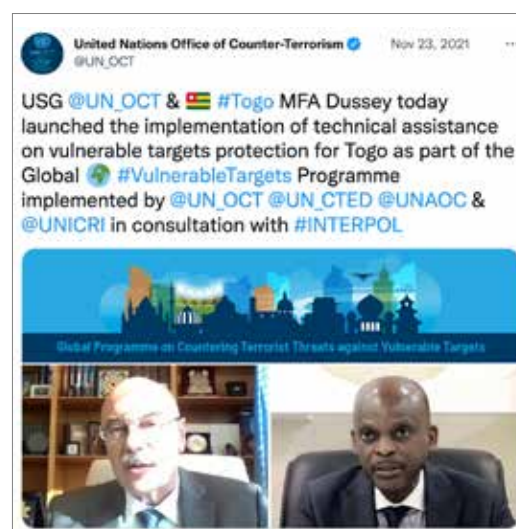 United Nations Office of Counter-Terrorism Nov 23, 2021 ...
@UN_OCT
USG @UN_OCT & 🇹🇬 #Togo MFA Dussey today
launched the implementation of technical assistance
on vulnerable targets protection for Togo as part of the
Global 🌍 #VulnerableTargets Programme
implemented by @UN_OCT @UN_CTED @UNAOC &
@UNICRI in consultation with #INTERPOL
Global Programme on Countering Terrorist Threats against Vulnerable Targets